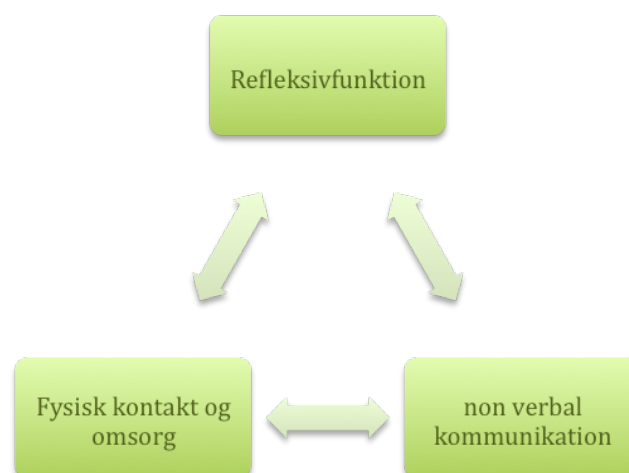 Refleksivfunktion
Fysisk kontakt og
omsorg
non verbal
kommunikation